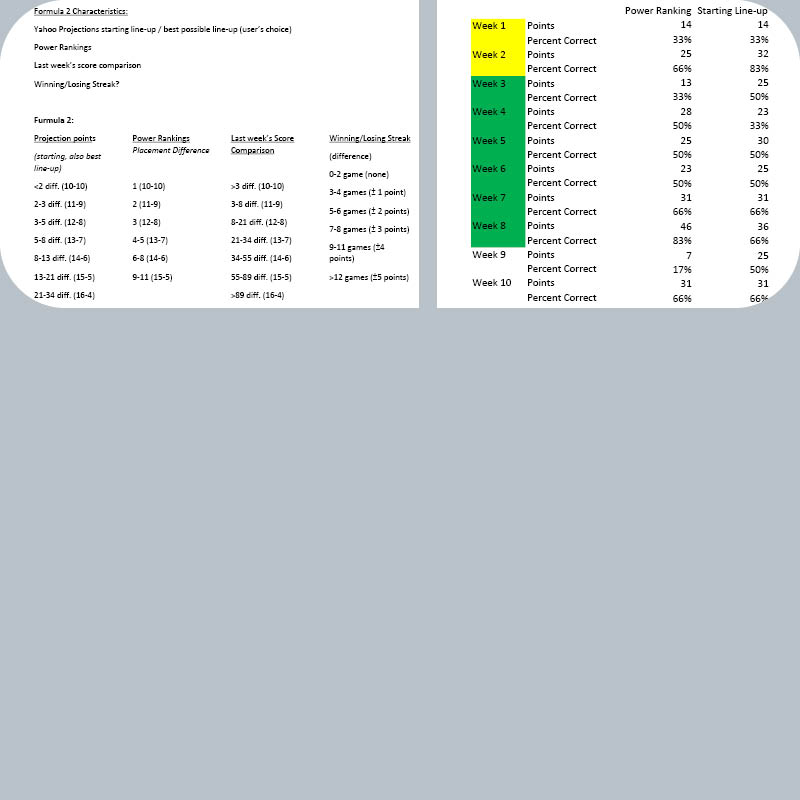 Formula 2 Characteristics:
Yahoo Projections starting line-up / best possible line-up (user's choice)
Power Rankings
Last week's score comparison
Winning/Losing Streak?
Formula 2:
Projection points
(starting, also best
line-up)
<2 diff. (10-10)
2-3 diff. (11-9)
3-5 diff. (12-8)
5-8 diff. (13-7)
8-13 diff. (14-6)
13-21 diff. (15-5)
21-34 diff. (16-4)
Power Rankings
Placement Difference
1 (10-10)
2 (11-9)
3 (12-8)
4-5 (13-7)
6-8 (14-6)
9-11 (15-5)
Last week's Score
Comparison
>3 diff. (10-10)
3-8 diff. (11-9)
8-21 diff. (12-8)
21-34 diff. (13-7)
34-55 diff. (14-6)
55-89 diff. (15-5)
>89 diff. (16-4)
Winning/Losing Streak
(difference)
0-2 game (none)
3-4 games (± 1 point)
5-6 games (± 2 points)
7-8 games (± 3 points)
9-11 games (±4
points)
>12 games (±5 points)
Power Ranking Starting Line-up
Week 1 Points 14 14
Percent Correct 33% 33%
Week 2 Points 25 32
Percent Correct 66% 83%
Week 3 Points 13 25
Percent Correct 33% 50%
Week 4 Points 28 23
Percent Correct 50% 33%
Week 5 Points 25 30
Percent Correct 50% 50%
Week 6 Points 23 25
Percent Correct 50% 50%
Week 7 Points 31 31
Percent Correct 66% 66%
Week 8 Points 46 36
Percent Correct 83% 66%
Week 9 Points 7 25
Percent Correct 17% 50%
Week 10 Points 31 31
Percent Correct 66% 66%